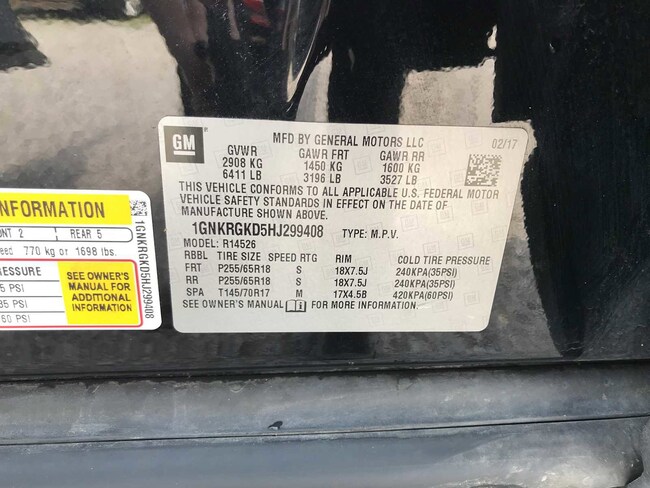 GM
MFD BY GENERAL MOTORS LLC
02/17
GVWR GAWR FRT GAWR RR
2908 KG 1450 KG 1600 KG
6411 LB 3196 LB 3527 LB
THIS VEHICLE CONFORMS TO ALL APPLICABLE U.S. FEDERAL MOTOR
VEHICLE SAFETY STANDARDS IN EFFECT ON THE DATE OF
MANUFACTURE SHOWN ABOVE.
1GNKRGKD5HJ299408 TYPE: M.P.V.
MODEL: R14526
RBBL TIRE SIZE SPEED RTG RIM COLD TIRE PRESSURE
FRT P255/65R18 S 18X7.5J 240KPA(35PSI)
RR P255/65R18 S 18X7.5J 240KPA(35PSI)
SPA T145/70R17 M 17X4.5B 420KPA(60PSI)
SEE OWNER'S MANUAL FOR MORE INFORMATION.
NFORMATION
NT 2 REAR 5
eed 770 kg or 1698 lbs.
RESSURE
5 PSI
35 PSI
60 PSI
SEE OWNER'S
MANUAL FOR
ADDITIONAL
INFORMATION
1GNKRGKD5HJ299408